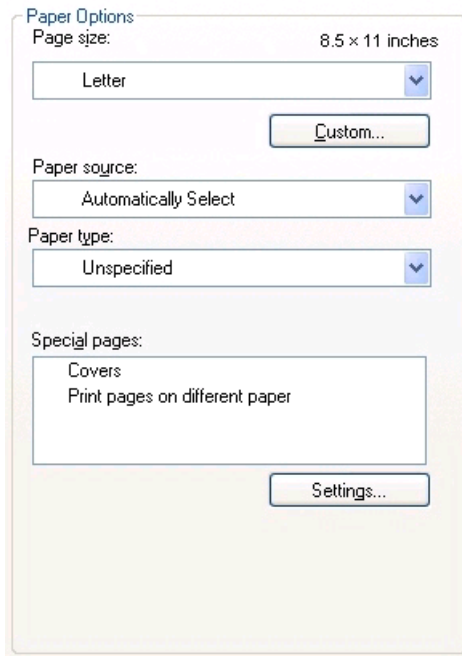 Paper Options
Page size: 8.5 × 11 inches
Letter
Custom...
Paper source:
Automatically Select
Paper type:
Unspecified
Special pages:
Covers
Print pages on different paper
Settings...